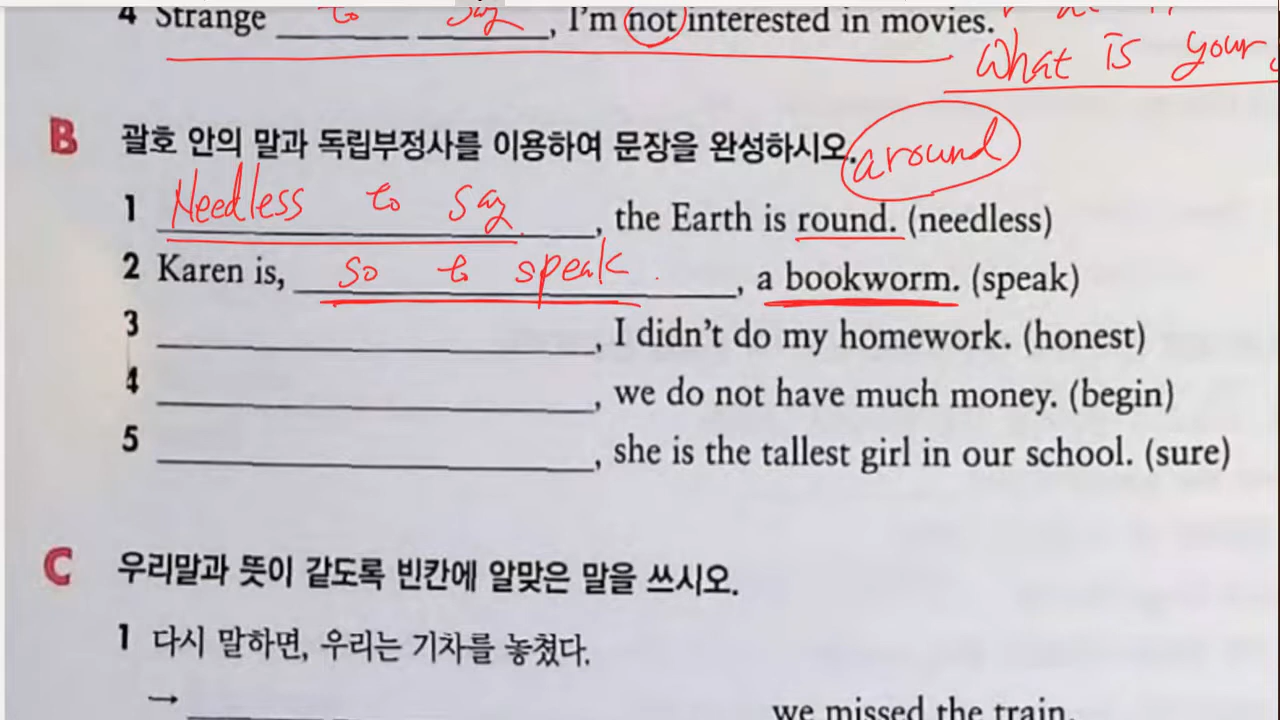 4 Strange to say, I'm not interested in movies.
What is your
B 괄호 안의 말과 독립부정사를 이용하여 문장을 완성하시오. around
1 Needless to say, the Earth is round. (needless)
2 Karen is, so to speak, a bookworm. (speak)
3 ____, I didn't do my homework. (honest)
4 ____, we do not have much money. (begin)
5 ____, she is the tallest girl in our school. (sure)
C 우리말과 뜻이 같도록 빈칸에 알맞은 말을 쓰시오.
1 다시 말하면, 우리는 기차를 놓쳤다.
→ ____ we missed the train.